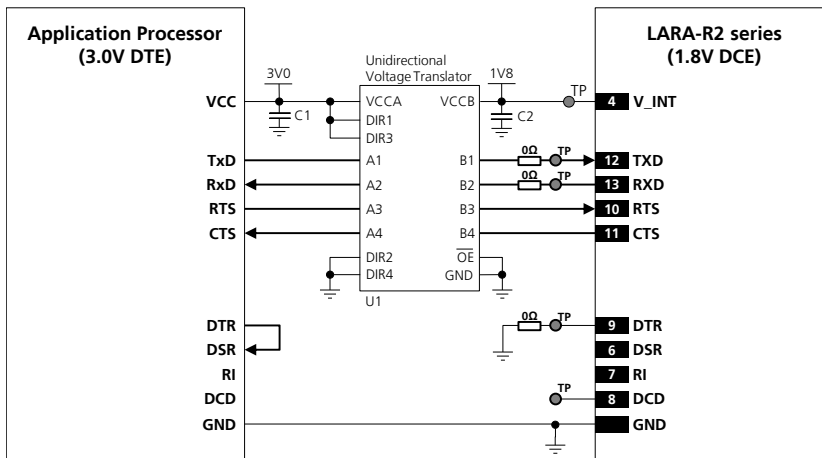 Application Processor
(3.0V DTE)
LARA-R2 series
(1.8V DCE)
Unidirectional
Voltage Translator
3V0
1V8
TP
VCC
C1
VCCA
VCCB
C2
4
V_INT
DIR1
DIR3
0Ω
TP
TxD
A1
B1
12
TXD
0Ω
TP
RxD
A2
B2
13
RXD
RTS
A3
B3
10
RTS
CTS
A4
B4
11
CTS
DIR2
OE
DIR4
GND
U1
0Ω
TP
DTR
9
DTR
DSR
6
DSR
RI
7
RI
TP
DCD
8
DCD
GND
GND